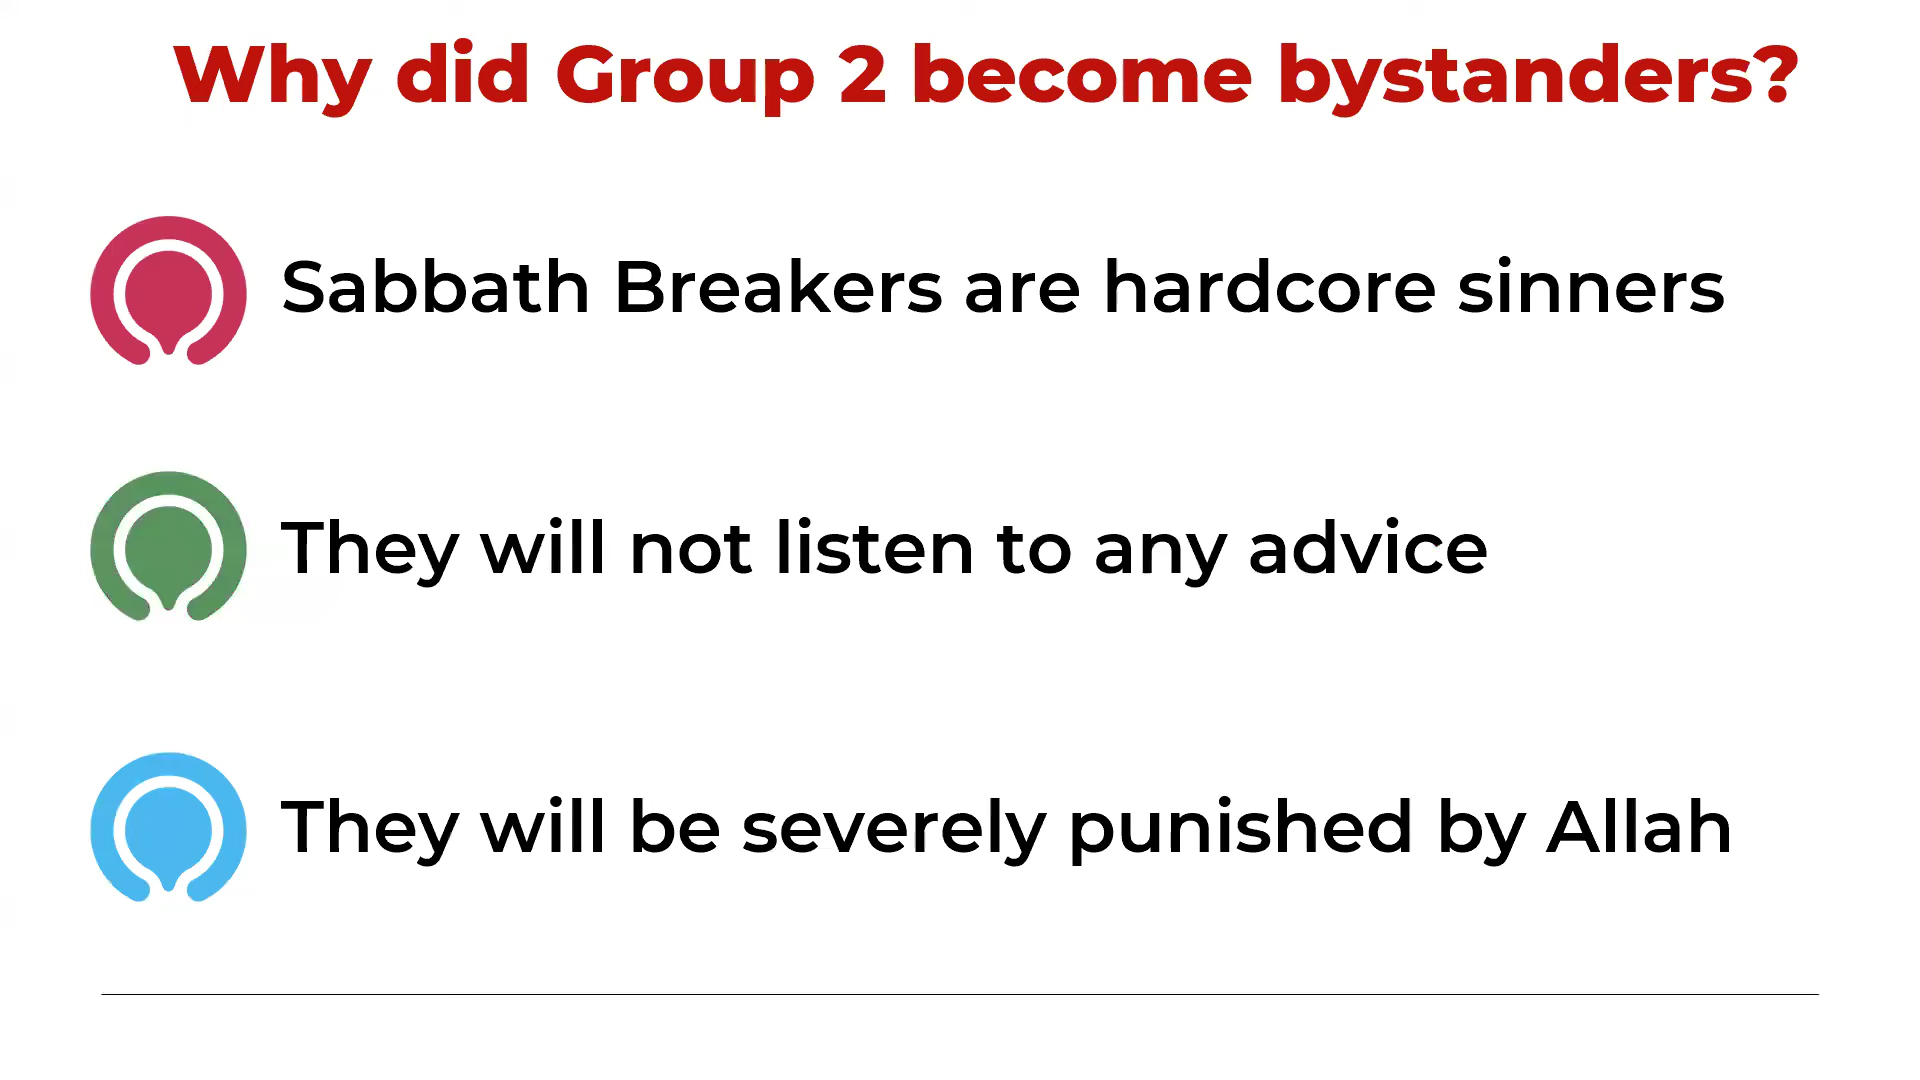 Why did Group 2 become bystanders?
Sabbath Breakers are hardcore sinners
They will not listen to any advice
They will be severely punished by Allah